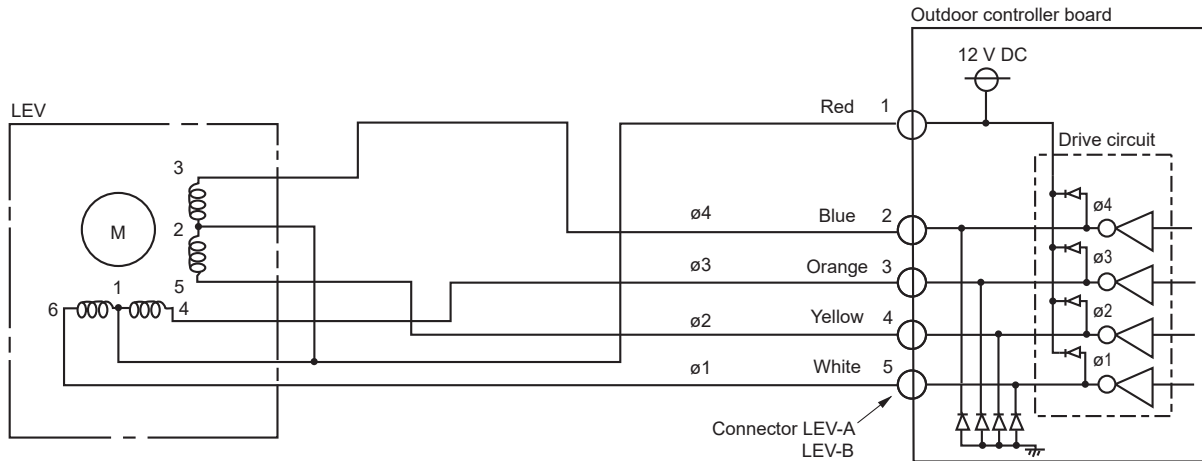 Outdoor controller board
12 V DC
LEV
Red 1
Drive circuit
3
ø4 Blue 2 ø4
M 2
ø3 Orange 3 ø3
1 5
6 4
ø2 Yellow 4 ø2
ø1 White 5 ø1
Connector LEV-A
LEV-B